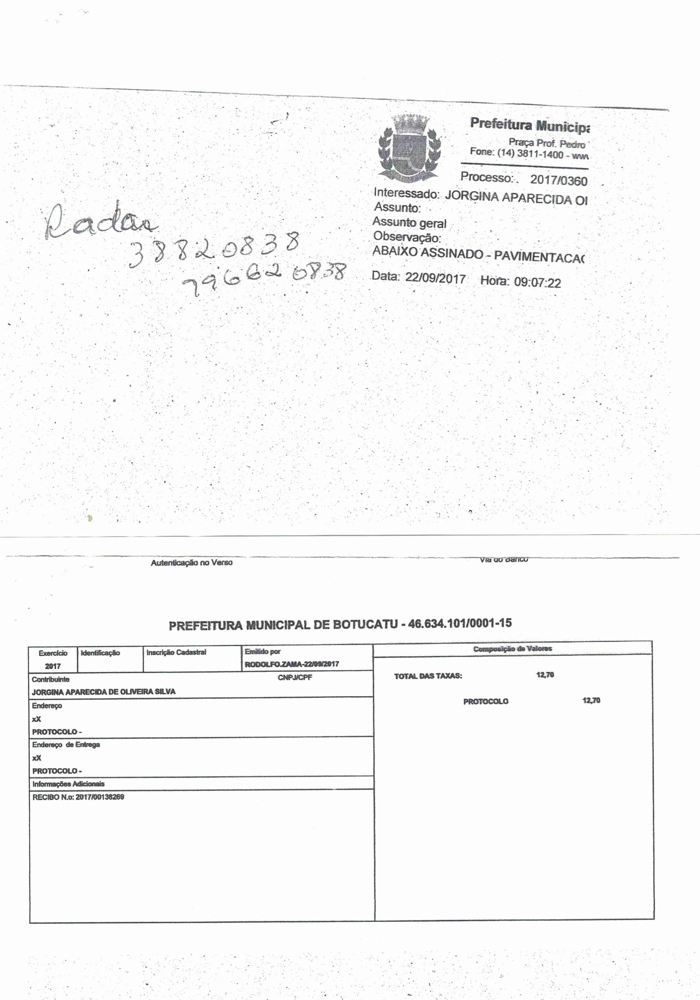 Prefeitura Municipa
Praça Prof. Pedro
Fone: (14) 3811-1400 - www
Processo: 2017/0360
Interessado: JORGINA APARECIDA OI
Assunto:
Assunto geral
Observação:
ABAIXO ASSINADO - PAVIMENTACAO
Data: 22/09/2017 Hora: 09:07:22
Radar
38820838
996620838
Autenticação no Verso
Via do Banco
PREFEITURA MUNICIPAL DE BOTUCATU - 46.634.101/0001-15
Exercício
2017
Identificação
Inscrição Cadastral
Emitido por
RODOLFO.ZAMA-22/09/2017
Contribuinte
CNPJ/CPF
JORGINA APARECIDA DE OLIVEIRA SILVA
Endereço
xX
PROTOCOLO -
Endereço de Entrega
xX
PROTOCOLO -
Informações Adicionais
RECIBO N.o: 2017/00138269
Composição de Valores
TOTAL DAS TAXAS: 12,70
PROTOCOLO 12,70